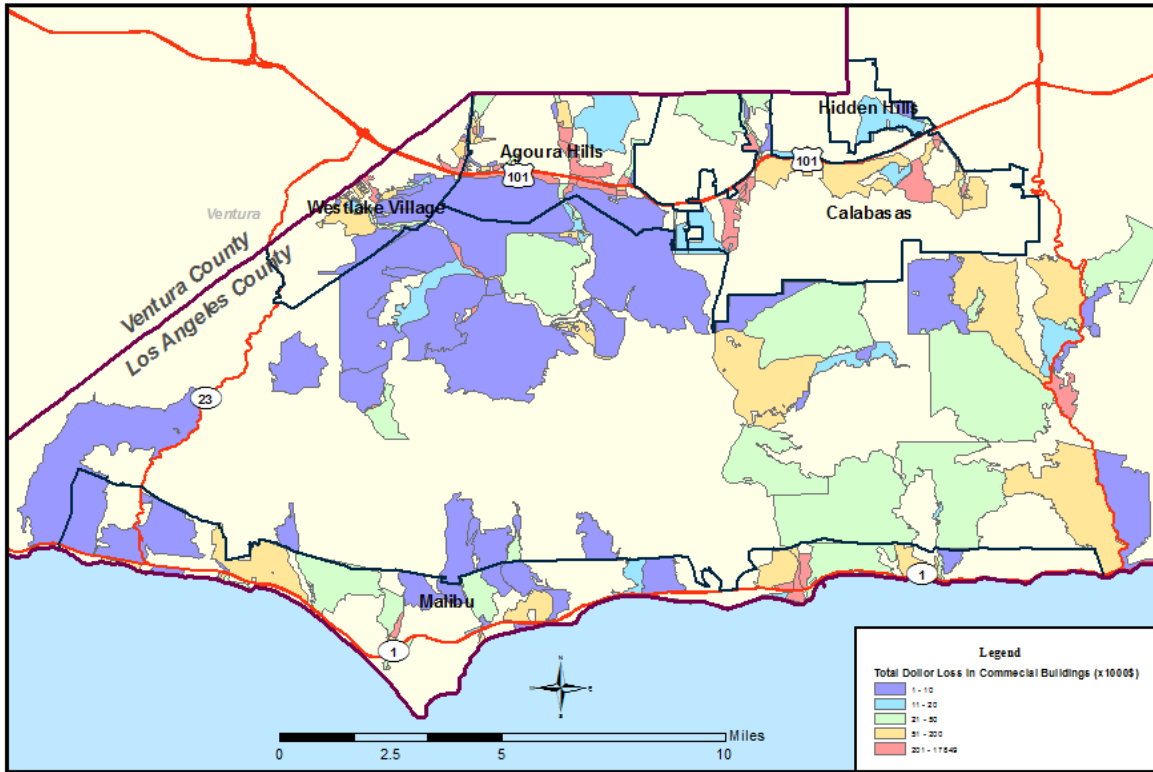 Hidden Hills
Agoura Hills
101
101
Westlake Village
Ventura
Calabasas
Ventura County
Los Angeles County
23
Malibu
1
1
N
Miles
0
2.5
5
10
Legend
Total Dollor Loss in Commecial Buildings (x1000$)
1 - 10
11 - 20
21 - 50
51 - 200
201 - 17849